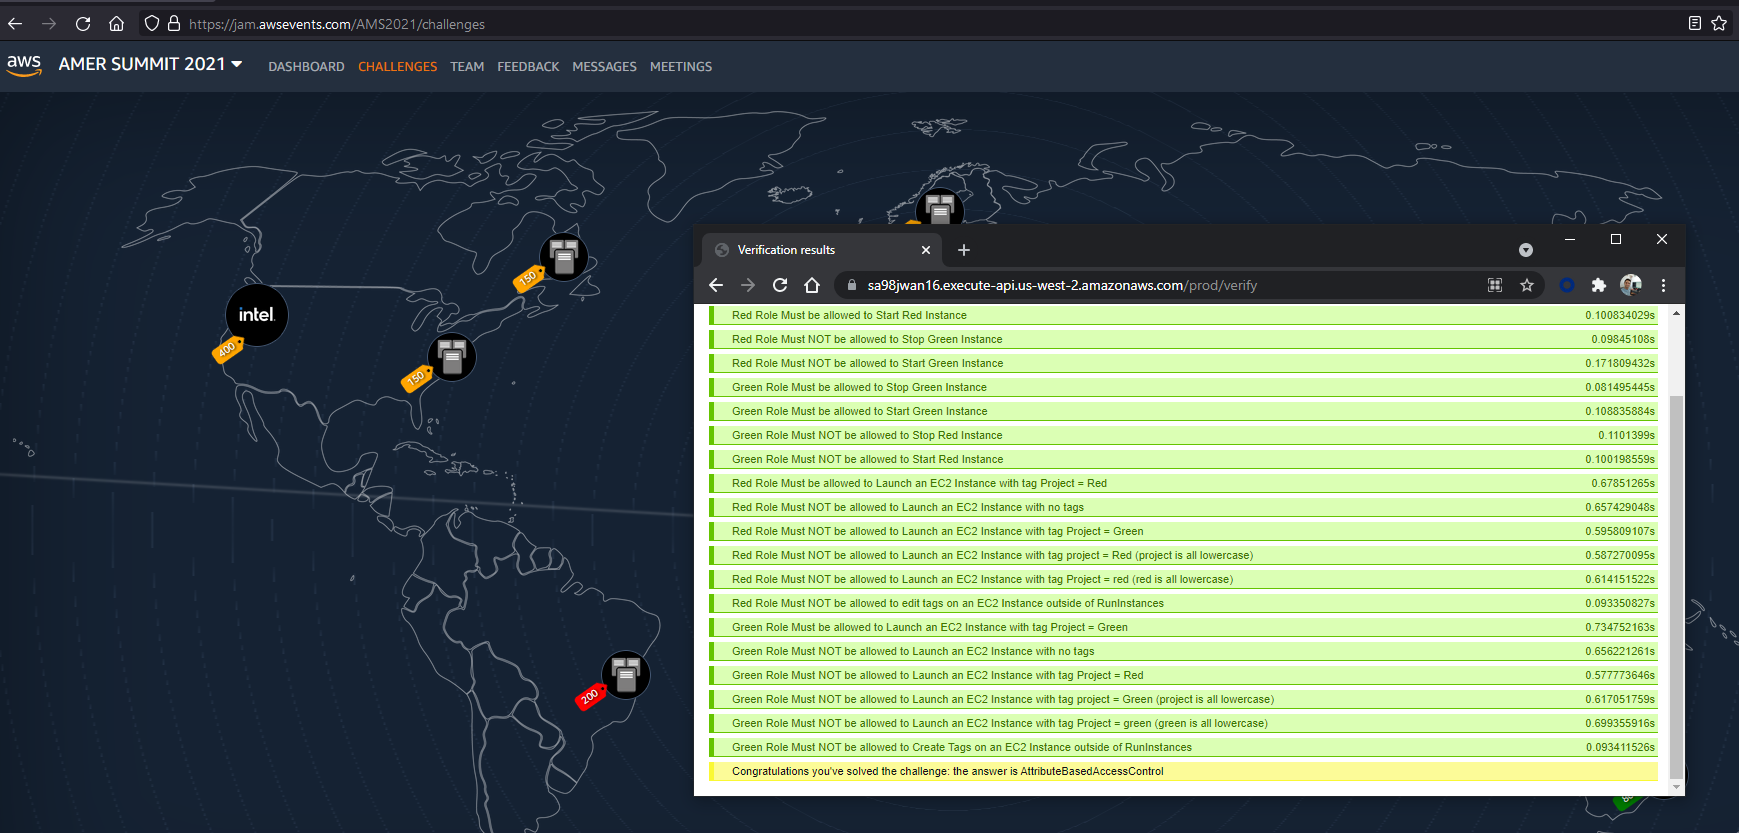 https://jam.awsevents.com/AMS2021/challenges
aws
AMER SUMMIT 2021
DASHBOARD
CHALLENGES
TEAM
FEEDBACK
MESSAGES
MEETINGS
150
intel.
400
150
200
Verification results
sa98jwan16.execute-api.us-west-2.amazonaws.com/prod/verify
Red Role Must be allowed to Start Red Instance 0.100834029s
Red Role Must NOT be allowed to Stop Green Instance 0.09845108s
Red Role Must NOT be allowed to Start Green Instance 0.171809432s
Green Role Must be allowed to Stop Green Instance 0.081495445s
Green Role Must be allowed to Start Green Instance 0.108835884s
Green Role Must NOT be allowed to Stop Red Instance 0.1101399s
Green Role Must NOT be allowed to Start Red Instance 0.100198559s
Red Role Must be allowed to Launch an EC2 Instance with tag Project = Red 0.67851265s
Red Role Must NOT be allowed to Launch an EC2 Instance with no tags 0.657429048s
Red Role Must NOT be allowed to Launch an EC2 Instance with tag Project = Green 0.595809107s
Red Role Must NOT be allowed to Launch an EC2 Instance with tag project = Red (project is all lowercase) 0.587270095s
Red Role Must NOT be allowed to Launch an EC2 Instance with tag Project = red (red is all lowercase) 0.614151522s
Red Role Must NOT be allowed to edit tags on an EC2 Instance outside of RunInstances 0.093350827s
Green Role Must be allowed to Launch an EC2 Instance with tag Project = Green 0.734752163s
Green Role Must NOT be allowed to Launch an EC2 Instance with no tags 0.656221261s
Green Role Must NOT be allowed to Launch an EC2 Instance with tag Project = Red 0.577773646s
Green Role Must NOT be allowed to Launch an EC2 Instance with tag project = Green (project is all lowercase) 0.617051759s
Green Role Must NOT be allowed to Launch an EC2 Instance with tag Project = green (green is all lowercase) 0.699355916s
Green Role Must NOT be allowed to Create Tags on an EC2 Instance outside of RunInstances 0.093411526s
Congratulations you've solved the challenge: the answer is AttributeBasedAccessControl